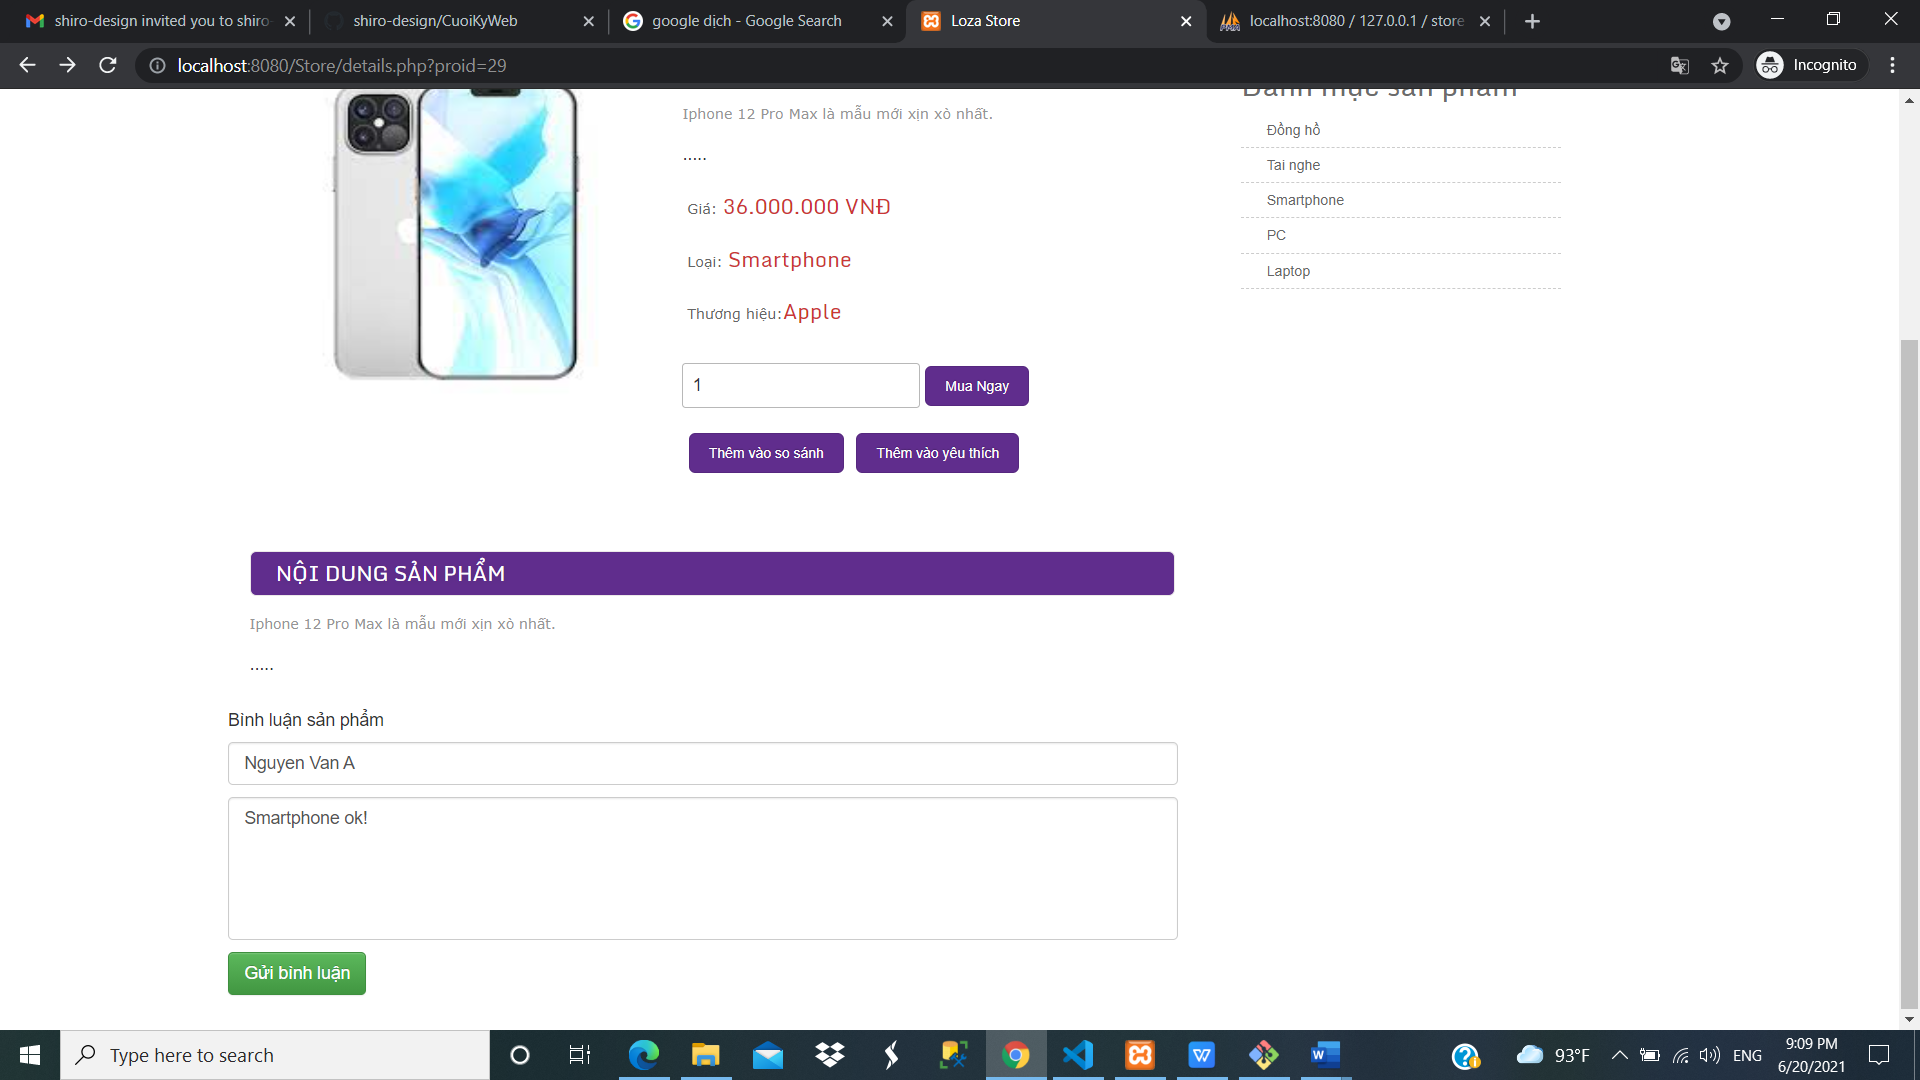 shiro-design invited you to shiro-
shiro-design/CuoiKyWeb
google dịch - Google Search
Loza Store
localhost:8080 / 127.0.0.1 / store
localhost:8080/Store/details.php?proid=29
Incognito
Iphone 12 Pro Max là mẫu mới xịn xò nhất.
.....
Giá: 36.000.000 VNĐ
Loại: Smartphone
Thương hiệu:Apple
1
Mua Ngay
Thêm vào so sánh
Thêm vào yêu thích
Danh mục sản phẩm
Đồng hồ
Tai nghe
Smartphone
PC
Laptop
NỘI DUNG SẢN PHẨM
Iphone 12 Pro Max là mẫu mới xịn xò nhất.
.....
Bình luận sản phẩm
Nguyen Van A
Smartphone ok!
Gửi bình luận
Type here to search
93°F
ENG
9:09 PM
6/20/2021